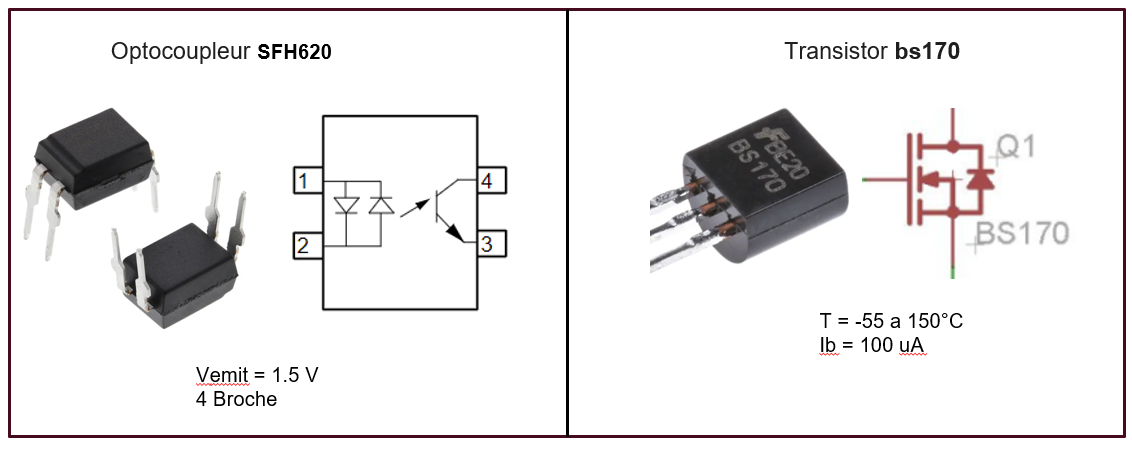 Optocoupleur SFH620
1
2
4
3
Vemit = 1.5 V
4 Broche
Transistor bs170
BE20
BS170
Q1
BS170
T = -55 a 150°C
Ib = 100 uA